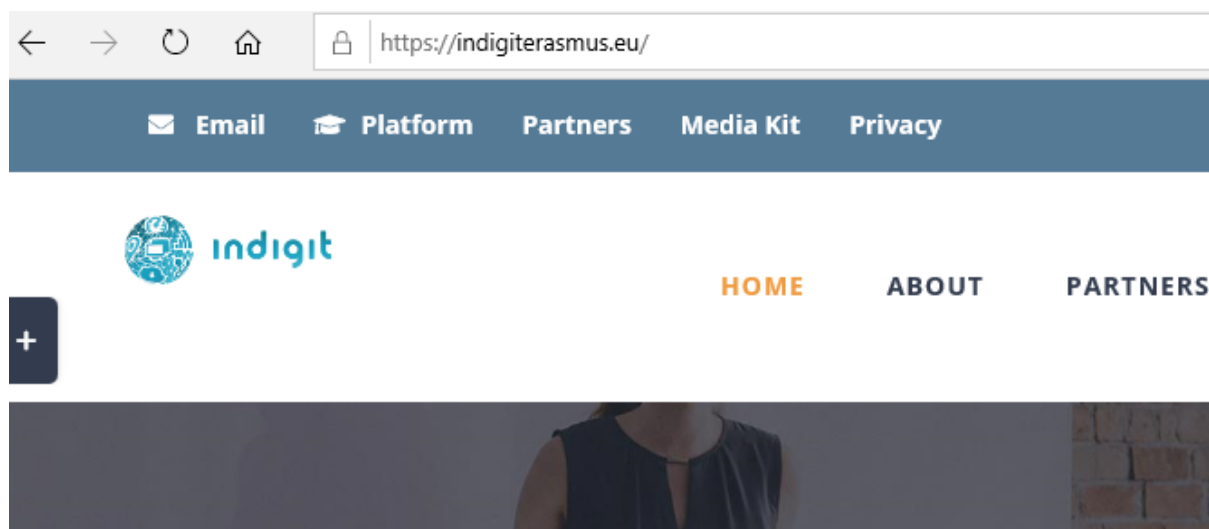 https://indigiterasmus.eu/
Email Platform Partners Media Kit Privacy
indigit
HOME ABOUT PARTNERS
+